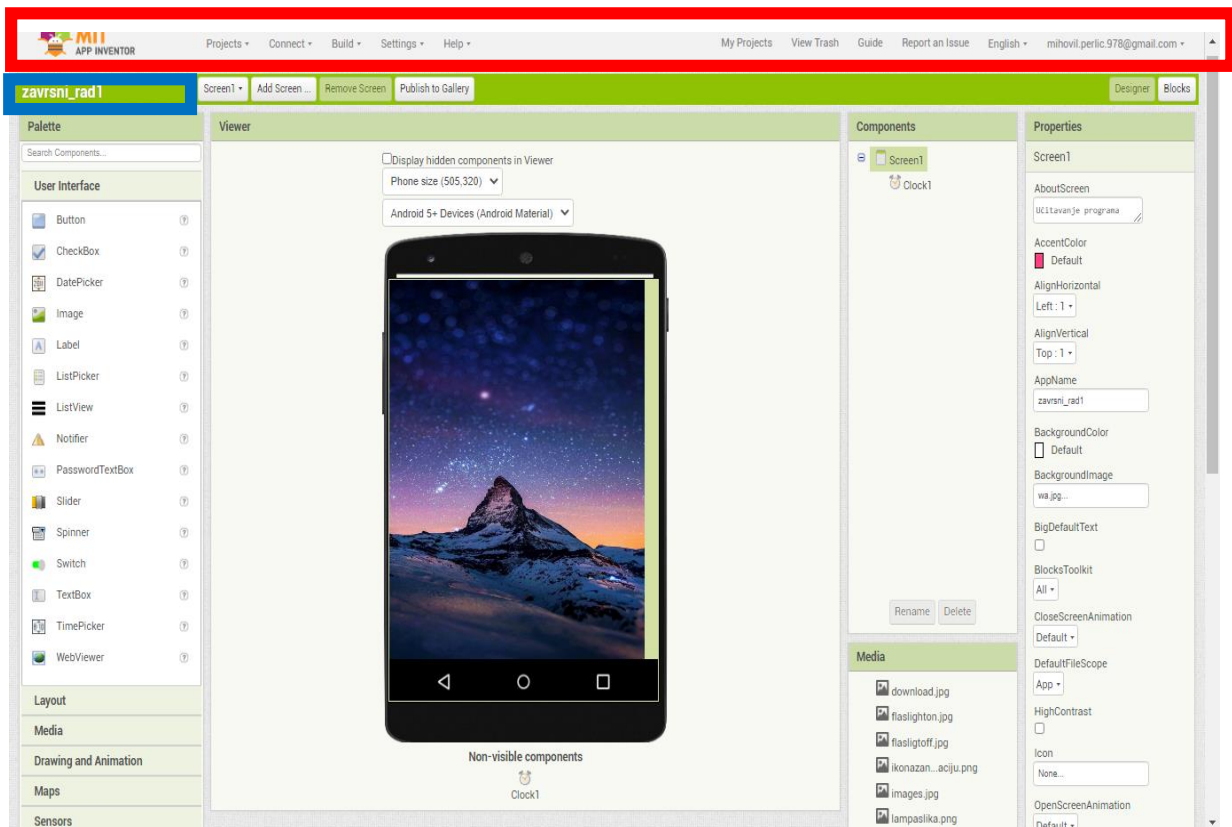 MIT
APP INVENTOR
Projects Connect Build Settings Help My Projects View Trash Guide Report an Issue English mihovil.perlic.978@gmail.com
zavrsni_rad1 Screen1 Add Screen ... Remove Screen Publish to Gallery Designer Blocks
Palette
Search Components...
User Interface
Button
CheckBox
DatePicker
Image
Label
ListPicker
ListView
Notifier
PasswordTextBox
Slider
Spinner
Switch
TextBox
TimePicker
WebViewer
Layout
Media
Drawing and Animation
Maps
Sensors
Viewer
Display hidden components in Viewer
Phone size (505,320)
Android 5+ Devices (Android Material)
Non-visible components
Clock1
Components
Screen1
Clock1
Rename Delete
Media
download.jpg
flaslighton.jpg
flasligtoff.jpg
ikonazan...aciju.png
images.jpg
lampaslika.png
Properties
Screen1
AboutScreen
Učitavanje programa
AccentColor
Default
AlignHorizontal
Left : 1
AlignVertical
Top : 1
AppName
zavrsni_rad1
BackgroundColor
Default
BackgroundImage
wa.jpg...
BigDefaultText
BlocksToolkit
All
CloseScreenAnimation
Default
DefaultFileScope
App
HighContrast
Icon
None...
OpenScreenAnimation
Default